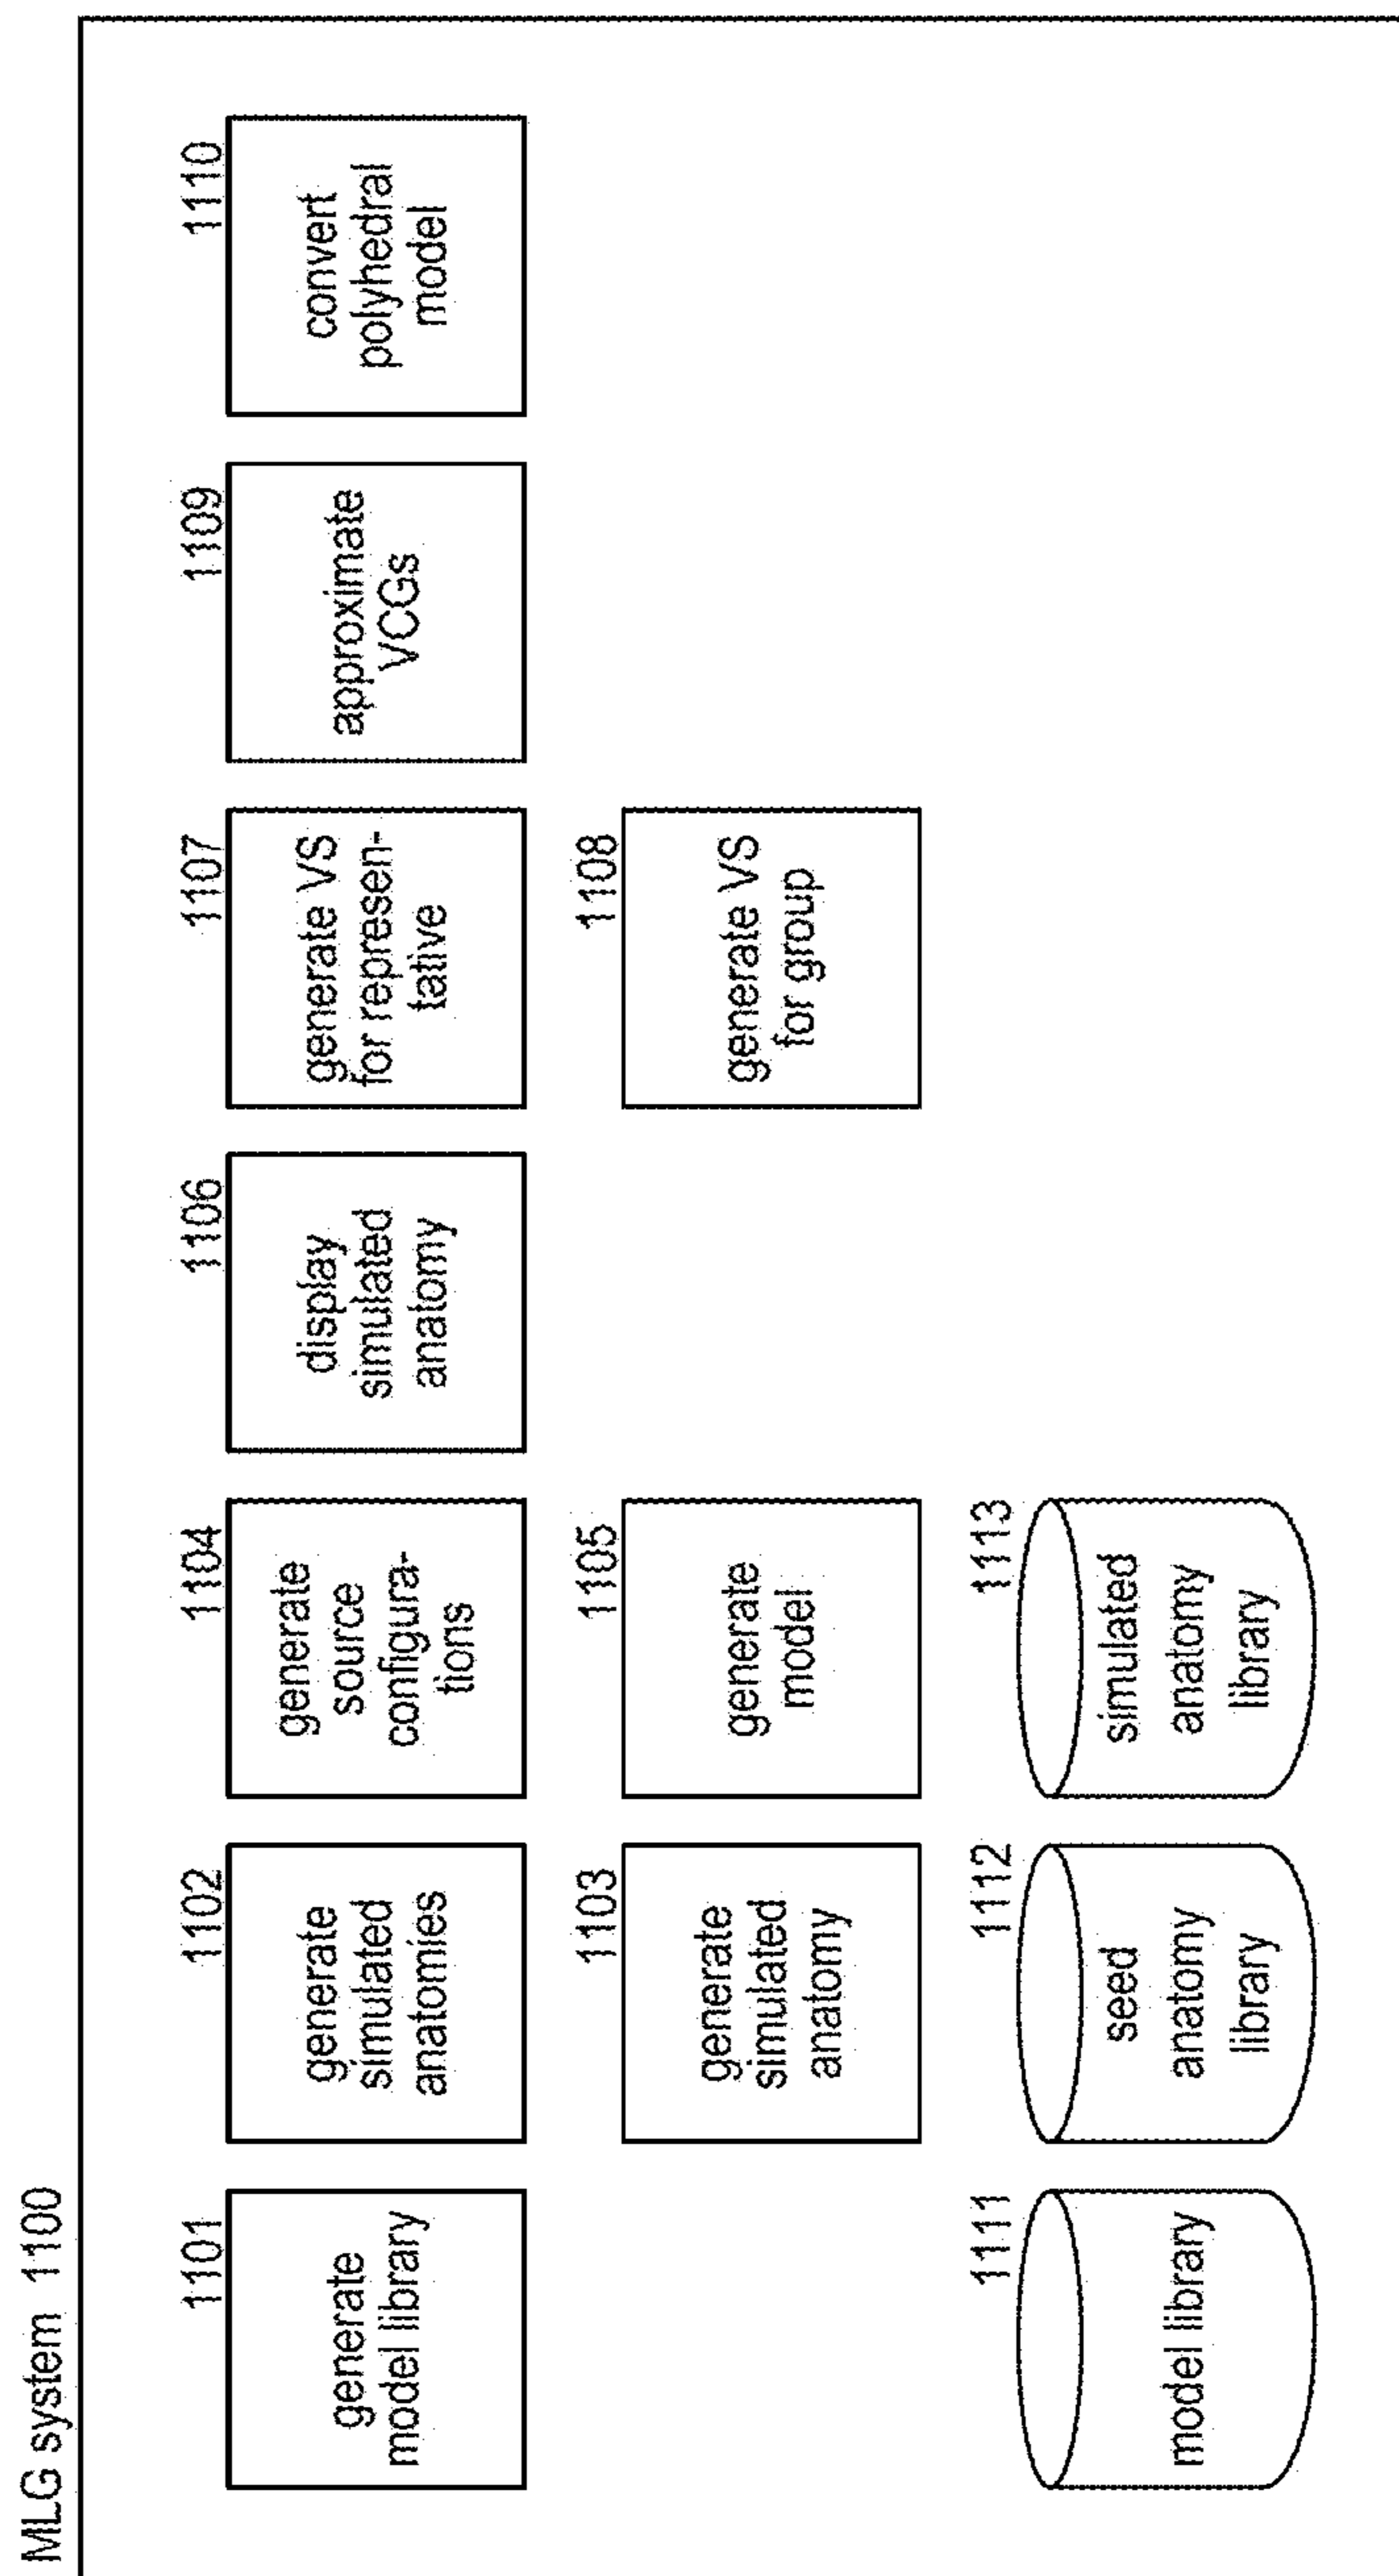 MLG system 1100
1101
generate
model library
1102
generate
simulated
anatomies
1104
generate
source
configura-
tions
1106
display
simulated
anatomy
1107
generate VS
for represen-
tative
1109
approximate
VCGs
1110
convert
polyhedral
model
1103
generate
simulated
anatomy
1105
generate
model
1108
generate VS
for group
1111
model library
1112
seed
anatomy
library
1113
simulated
anatomy
library